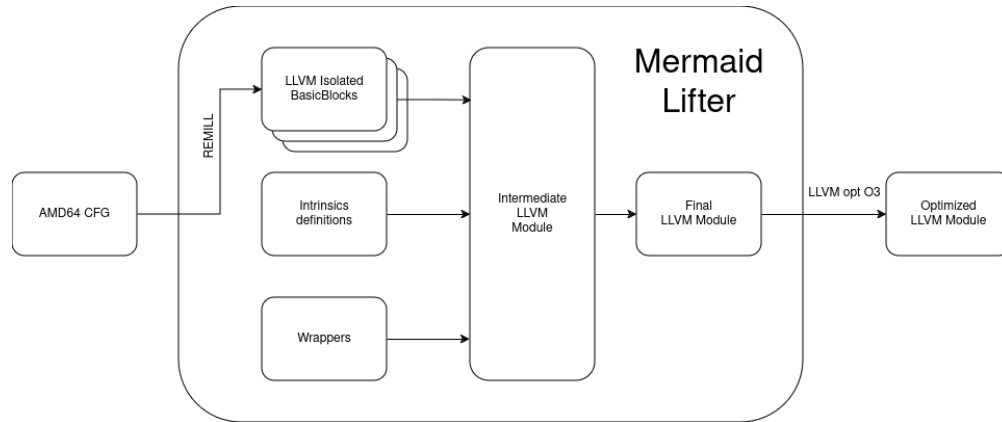 Mermaid
Lifter
LLVM Isolated
BasicBlocks
REMILL
AMD64 CFG
Intrinsics
definitions
Wrappers
Intermediate
LLVM
Module
Final
LLVM Module
LLVM opt O3
Optimized
LLVM Module